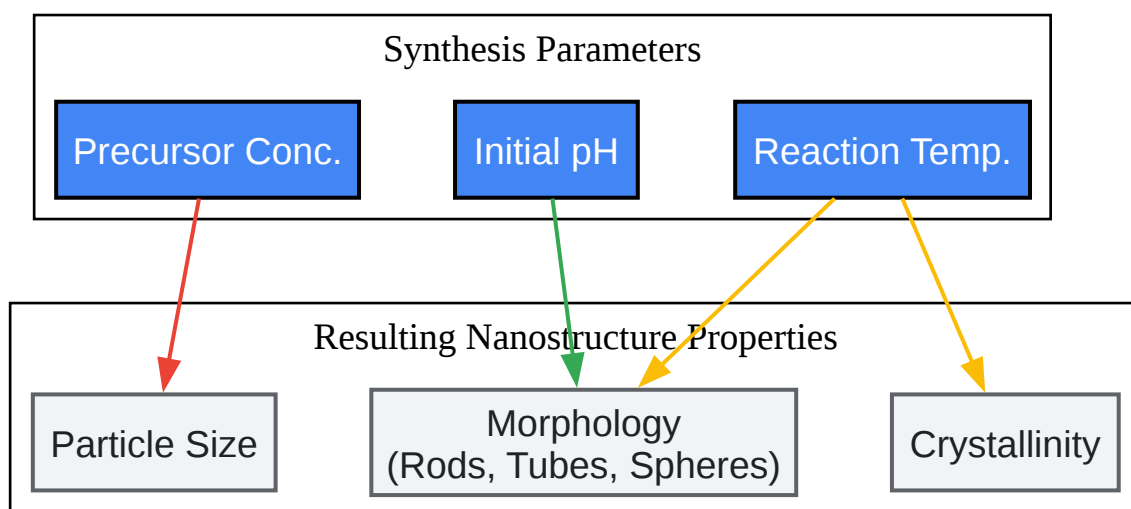 Synthesis Parameters
Precursor Conc.
Initial pH
Reaction Temp.
Resulting Nanostructure Properties
Particle Size
Morphology
(Rods, Tubes, Spheres)
Crystallinity